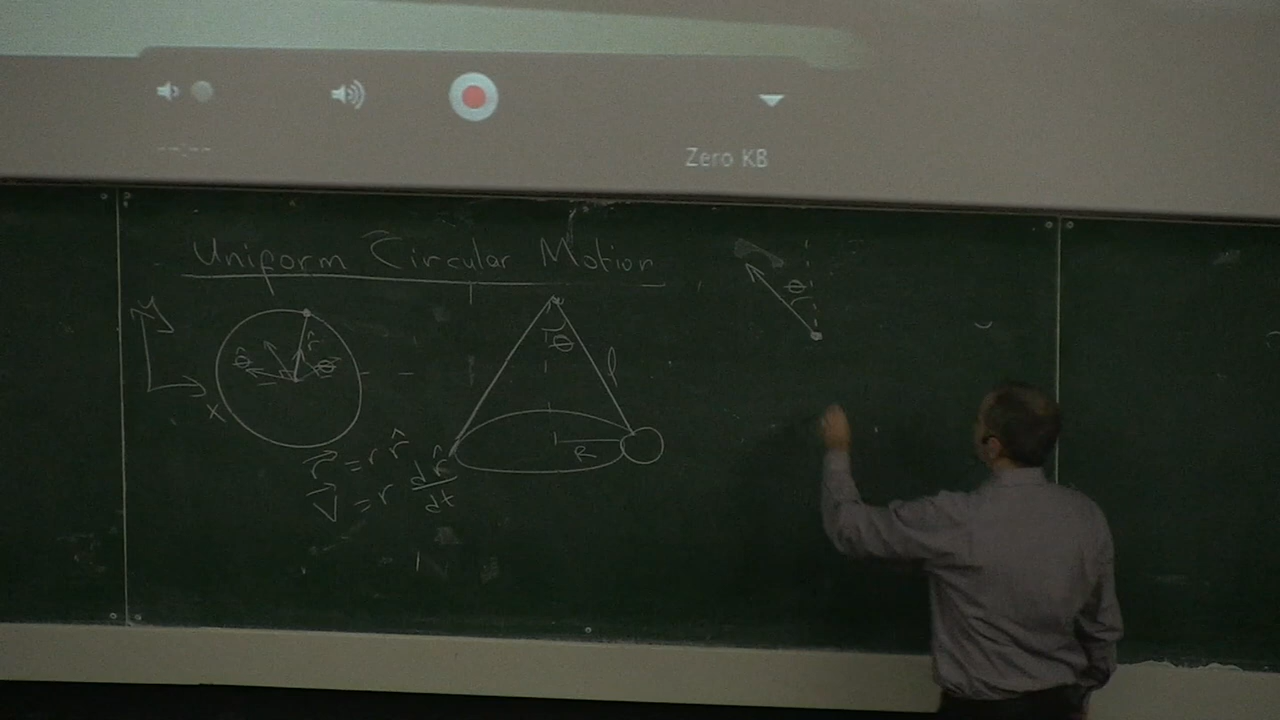 --:--
Zero KB
Uniform Circular Motion
y
x
θ̂
r̂
θ
θ
l
R
θ
r⃗ = r r̂
v⃗ = r dr̂/dt